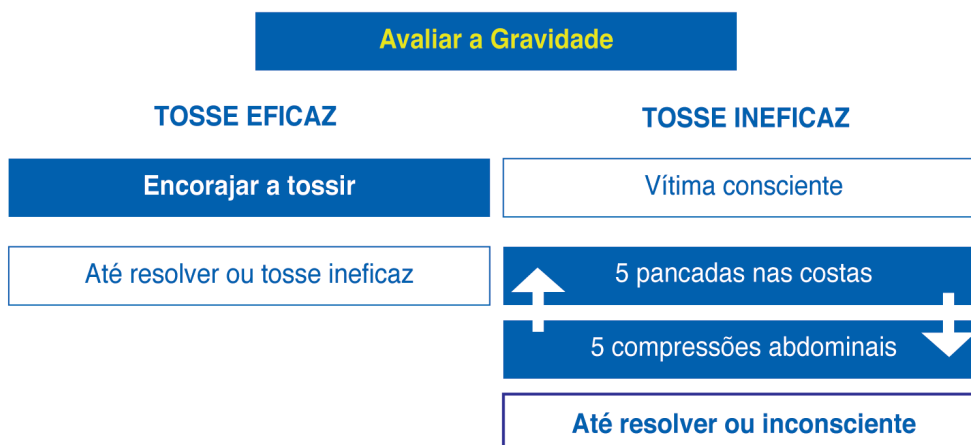 Avaliar a Gravidade
TOSSE EFICAZ
Encorajar a tossir
Até resolver ou tosse ineficaz
TOSSE INEFICAZ
Vítima consciente
5 pancadas nas costas
5 compressões abdominais
Até resolver ou inconsciente